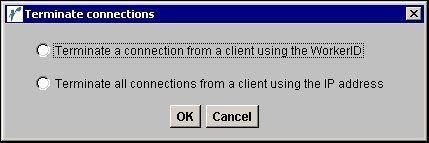 Terminate connections
Terminate a connection from a client using the WorkerID
Terminate all connections from a client using the IP address
OK Cancel